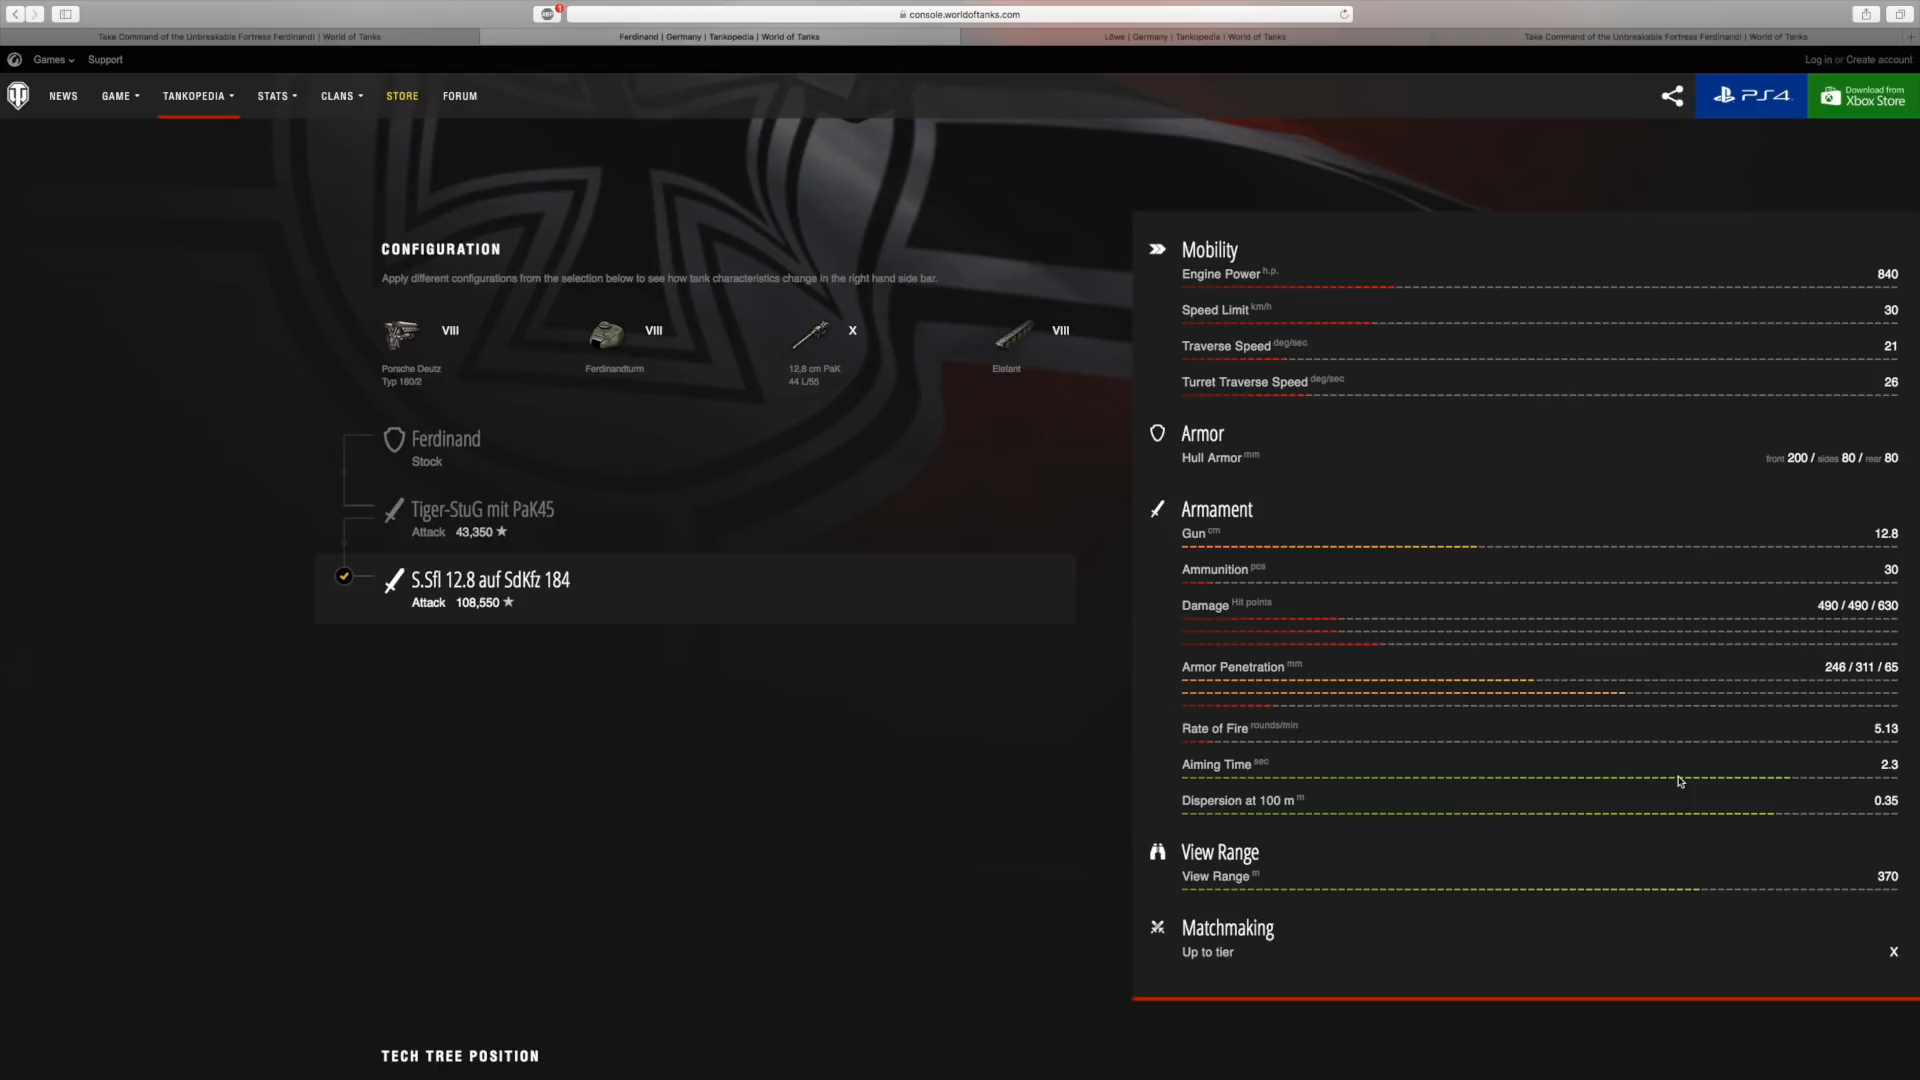 console.worldoftanks.com
1
Take Command of the Unbreakable Fortress Ferdinand! | World of Tanks
Ferdinand | Germany | Tankopedia | World of Tanks
Löwe | Germany | Tankopedia | World of Tanks
Take Command of the Unbreakable Fortress Ferdinand! | World of Tanks
Games
Support
Log in or Create account
NEWS
GAME
TANKOPEDIA
STATS
CLANS
STORE
FORUM
PS4
Download from
Xbox Store
CONFIGURATION
Apply different configurations from the selection below to see how tank characteristics change in the right hand side bar.
VIII
VIII
X
VIII
Porsche Deutz
Typ 180/2
Ferdinandturm
12,8 cm PaK
44 L/55
Elefant
Ferdinand
Stock
Tiger-StuG mit PaK45
Attack 43,350
S.Sfl 12.8 auf SdKfz 184
Attack 108,550
TECH TREE POSITION
Mobility
Engine Power h.p. 840
Speed Limit km/h 30
Traverse Speed deg/sec 21
Turret Traverse Speed deg/sec 26
Armor
Hull Armor mm front 200 / sides 80 / rear 80
Armament
Gun cm 12.8
Ammunition pcs 30
Damage Hit points 490 / 490 / 630
Armor Penetration mm 246 / 311 / 65
Rate of Fire rounds/min 5.13
Aiming Time sec 2.3
Dispersion at 100 m m 0.35
View Range
View Range m 370
Matchmaking
Up to tier X